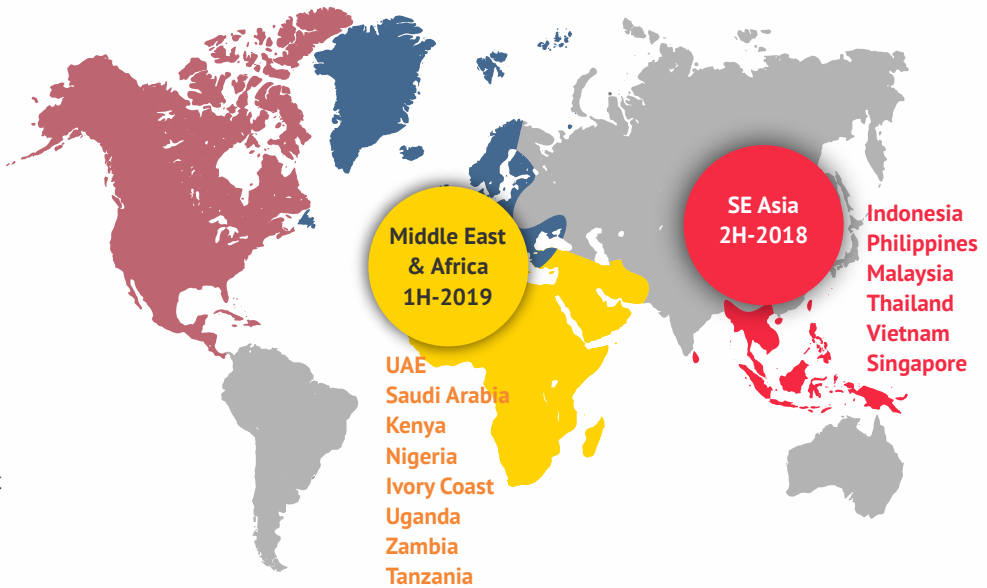 Middle East
& Africa
1H-2019
UAE
Saudi Arabia
Kenya
Nigeria
Ivory Coast
Uganda
Zambia
Tanzania
SE Asia
2H-2018
Indonesia
Philippines
Malaysia
Thailand
Vietnam
Singapore